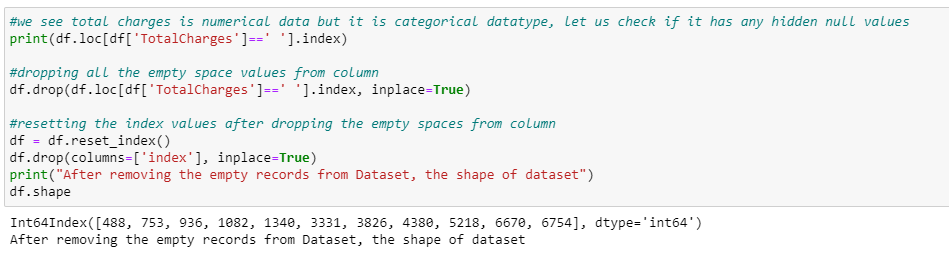 #we see total charges is numerical data but it is categorical datatype, let us check if it has any hidden null values
print(df.loc[df['TotalCharges']==' '].index)
#dropping all the empty space values from column
df.drop(df.loc[df['TotalCharges']==' '].index, inplace=True)
#resetting the index values after dropping the empty spaces from column
df = df.reset_index()
df.drop(columns=['index'], inplace=True)
print("After removing the empty records from Dataset, the shape of dataset")
df.shape
Int64Index([488, 753, 936, 1082, 1340, 3331, 3826, 4380, 5218, 6670, 6754], dtype='int64')
After removing the empty records from Dataset, the shape of dataset